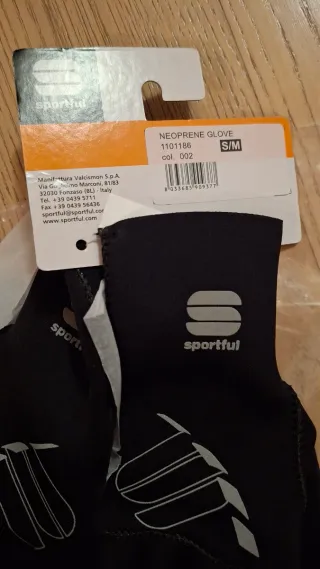 sportful
NEOPRENE GLOVE
1101186
S/M
col. 002
Manifattura Valcismon S.p.A.
Via Guglielmo Marconi, 81/83
32030 Fonzaso (BL) - Italy
Tel. +39 0439 5711
Fax +39 0439 56436
sportful@sportful.com
www.sportful.com
sportful
sportful